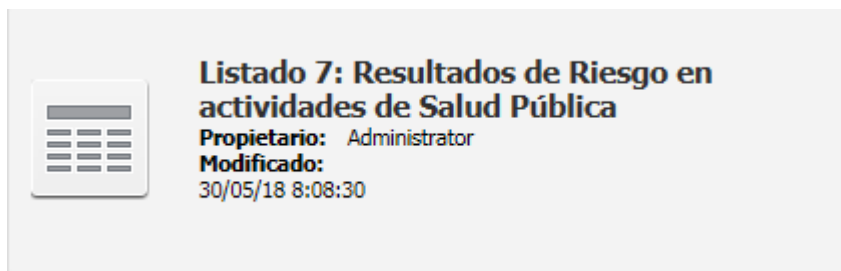 Listado 7: Resultados de Riesgo en
actividades de Salud Pública
Propietario: Administrator
Modificado:
30/05/18 8:08:30